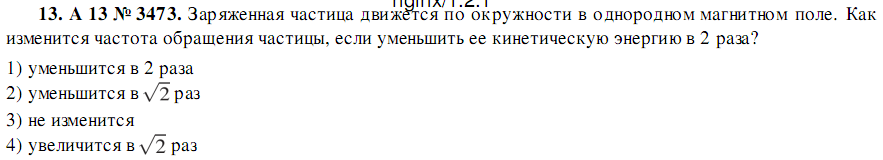 nginx/1.2.1
13. А 13 № 3473. Заряженная частица движется по окружности в однородном магнитном поле. Как
изменится частота обращения частицы, если уменьшить ее кинетическую энергию в 2 раза?
1) уменьшится в 2 раза
2) уменьшится в √2 раз
3) не изменится
4) увеличится в √2 раз